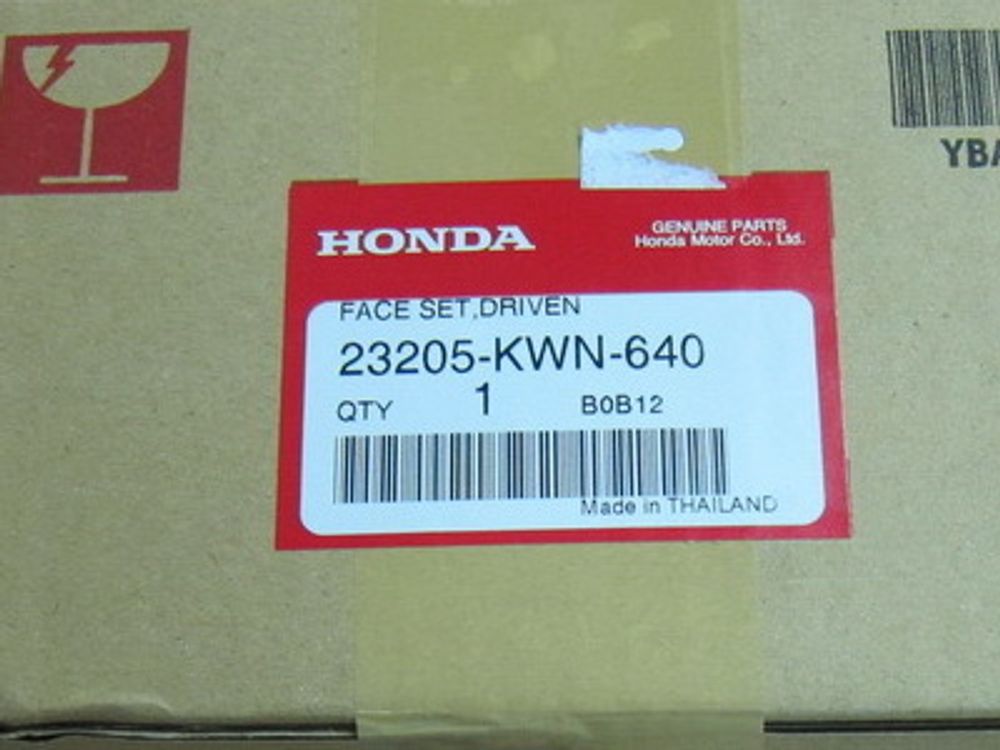 HONDA
GENUINE PARTS
Honda Motor Co., Ltd.
FACE SET,DRIVEN
23205-KWN-640
QTY 1 B0B12
Made in THAILAND